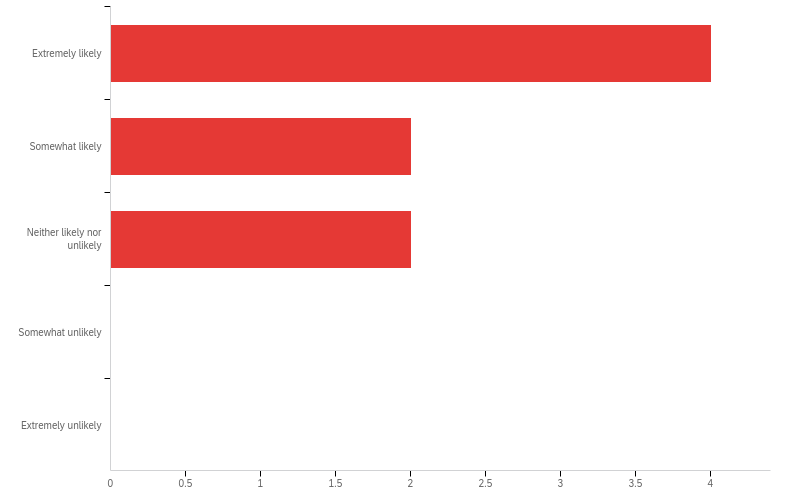 Extremely likely
Somewhat likely
Neither likely nor
unlikely
Somewhat unlikely
Extremely unlikely
0 0.5 1 1.5 2 2.5 3 3.5 4